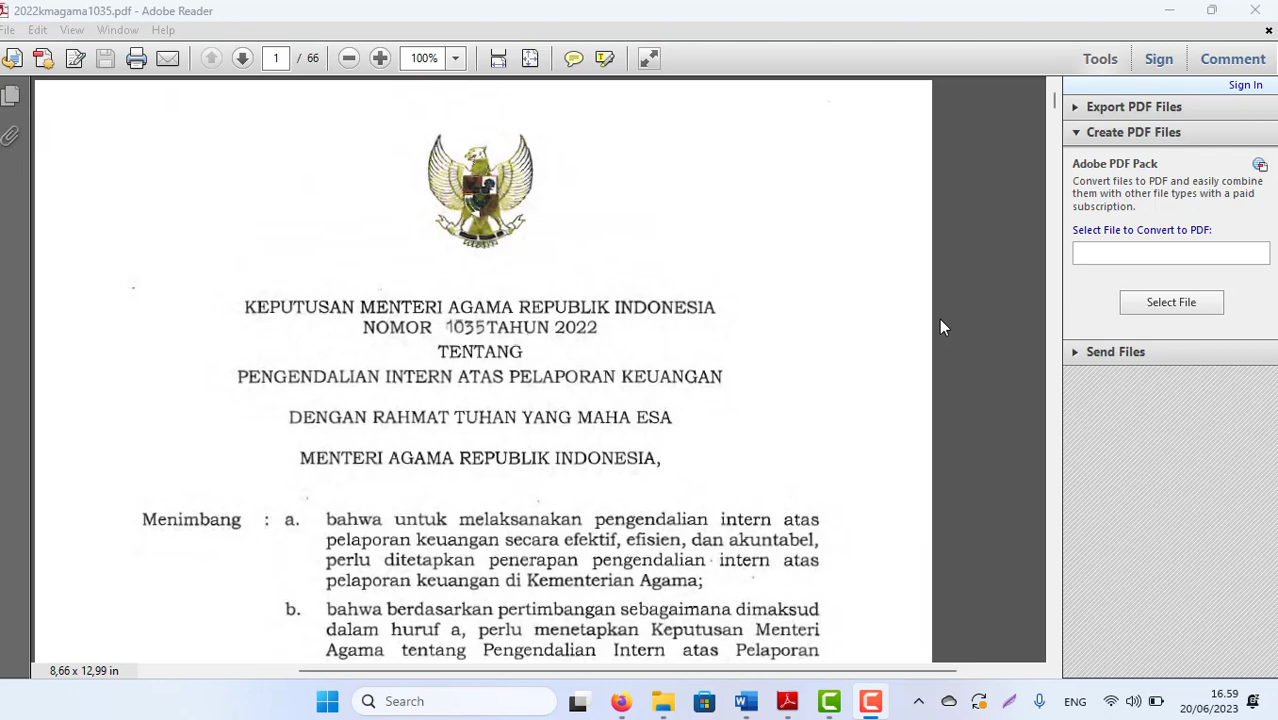 2022kmagama1035.pdf - Adobe Reader
File Edit View Window Help
1 / 66 100% Tools Sign Comment
Sign In
Export PDF Files
Create PDF Files
Adobe PDF Pack
Convert files to PDF and easily combine
them with other file types with a paid
subscription.
Select File to Convert to PDF:
Select File
Send Files
KEPUTUSAN MENTERI AGAMA REPUBLIK INDONESIA
NOMOR 1035 TAHUN 2022
TENTANG
PENGENDALIAN INTERN ATAS PELAPORAN KEUANGAN
DENGAN RAHMAT TUHAN YANG MAHA ESA
MENTERI AGAMA REPUBLIK INDONESIA,
Menimbang : a. bahwa untuk melaksanakan pengendalian intern atas
pelaporan keuangan secara efektif, efisien, dan akuntabel,
perlu ditetapkan penerapan pengendalian intern atas
pelaporan keuangan di Kementerian Agama;
b. bahwa berdasarkan pertimbangan sebagaimana dimaksud
dalam huruf a, perlu menetapkan Keputusan Menteri
Agama tentang Pengendalian Intern atas Pelaporan
8,66 x 12,99 in
Search
ENG
16.59
20/06/2023